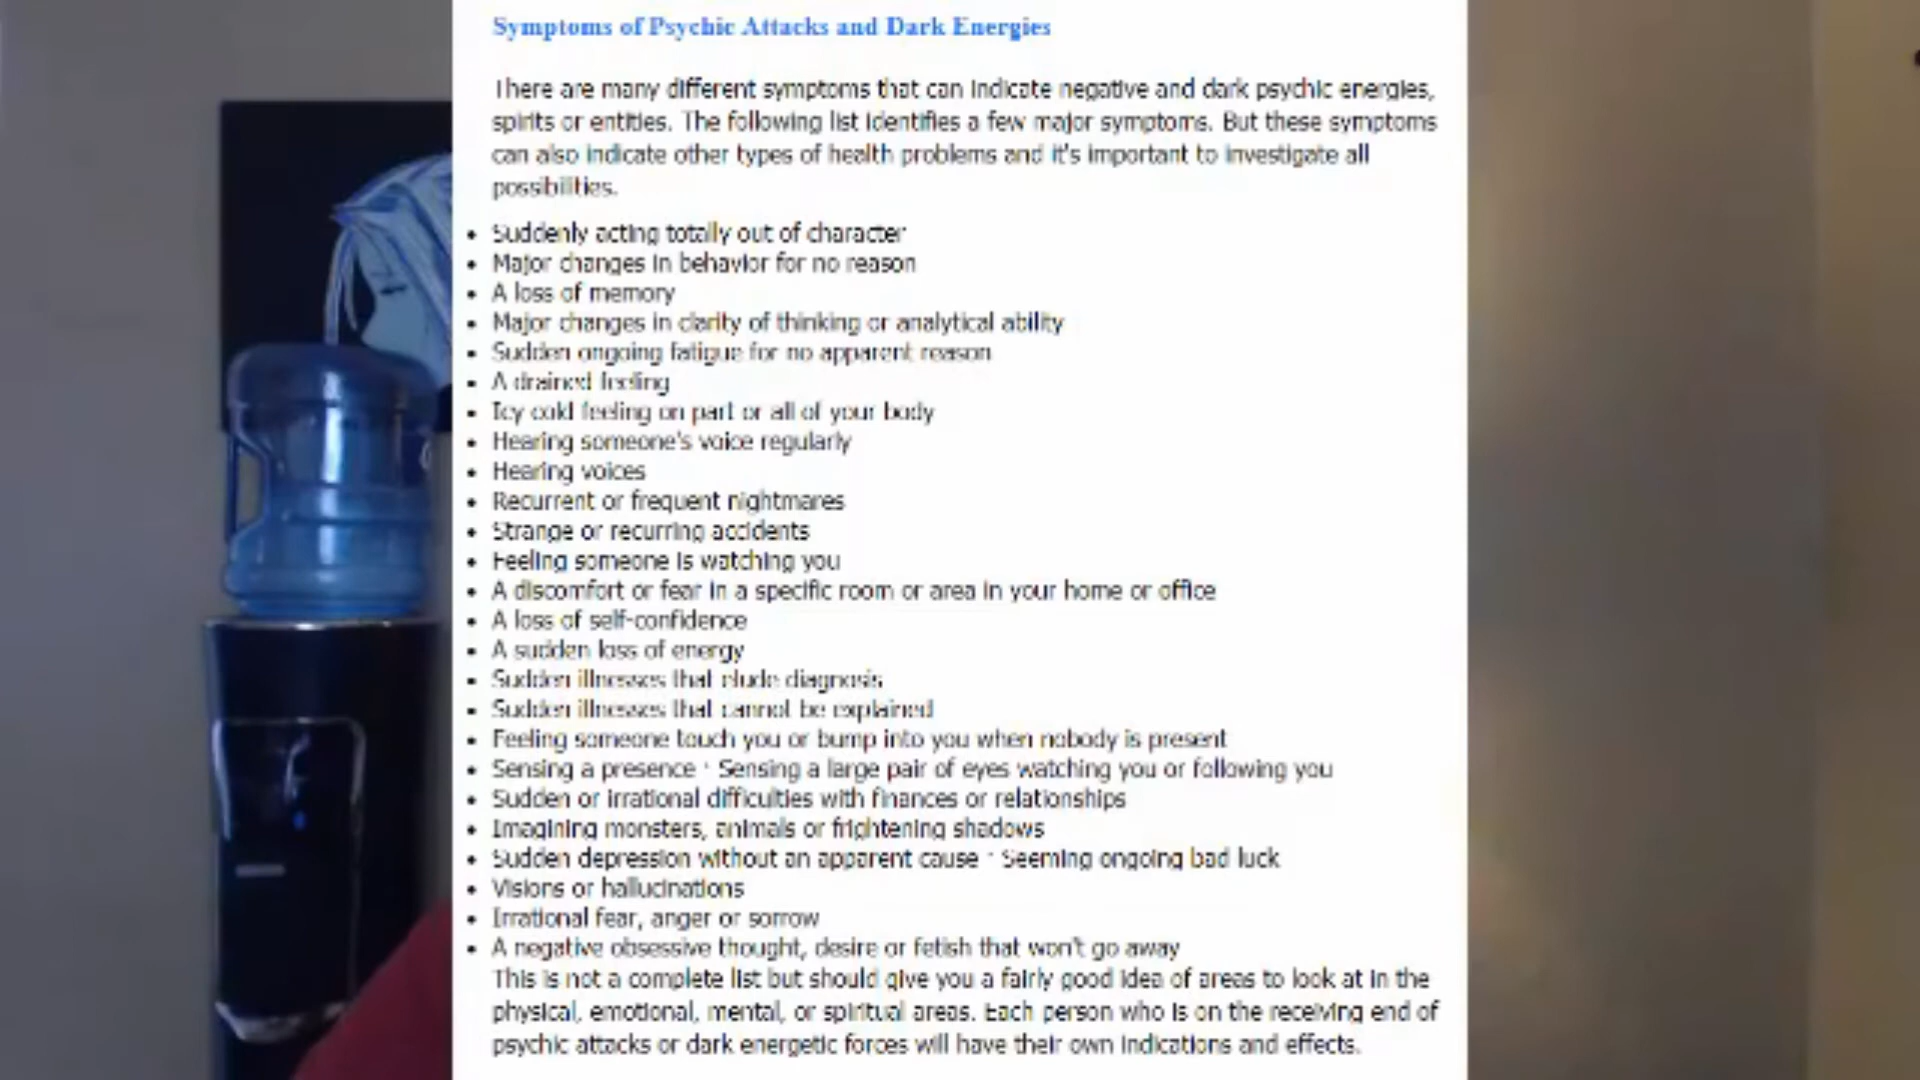 Symptoms of Psychic Attacks and Dark Energies
There are many different symptoms that can indicate negative and dark psychic energies,
spirits or entities. The following list identifies a few major symptoms. But these symptoms
can also indicate other types of health problems and it's important to investigate all
possibilities.
• Suddenly acting totally out of character
• Major changes in behavior for no reason
• A loss of memory
• Major changes in clarity of thinking or analytical ability
• Sudden ongoing fatigue for no apparent reason
• A drained feeling
• Icy cold feeling on part or all of your body
• Hearing someone's voice regularly
• Hearing voices
• Recurrent or frequent nightmares
• Strange or recurring accidents
• Feeling someone is watching you
• A discomfort or fear in a specific room or area in your home or office
• A loss of self-confidence
• A sudden loss of energy
• Sudden illnesses that elude diagnosis
• Sudden illnesses that cannot be explained
• Feeling someone touch you or bump into you when nobody is present
• Sensing a presence · Sensing a large pair of eyes watching you or following you
• Sudden or irrational difficulties with finances or relationships
• Imagining monsters, animals or frightening shadows
• Sudden depression without an apparent cause · Seeming ongoing bad luck
• Visions or hallucinations
• Irrational fear, anger or sorrow
• A negative obsessive thought, desire or fetish that won't go away
This is not a complete list but should give you a fairly good idea of areas to look at in the
physical, emotional, mental, or spiritual areas. Each person who is on the receiving end of
psychic attacks or dark energetic forces will have their own indications and effects.